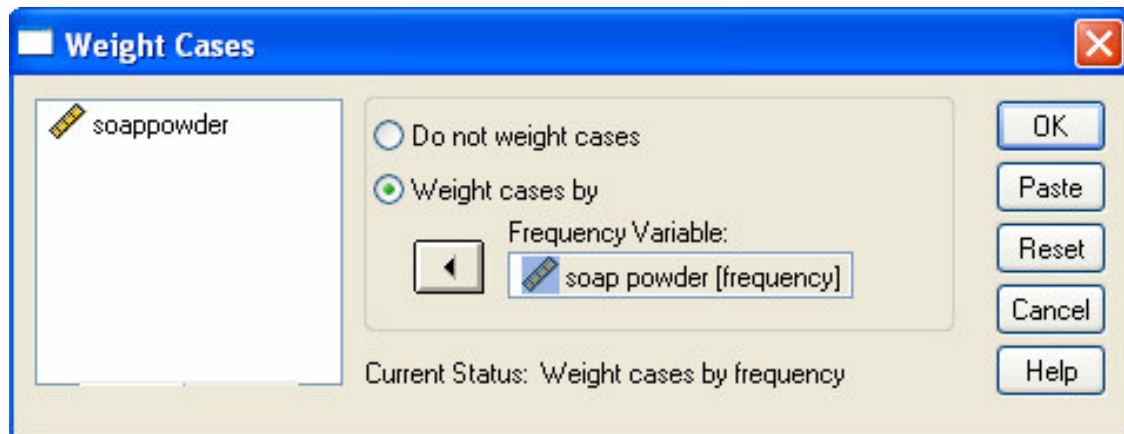 Weight Cases
soappowder
Do not weight cases
Weight cases by
Frequency Variable:
soap powder [frequency]
Current Status: Weight cases by frequency
OK
Paste
Reset
Cancel
Help